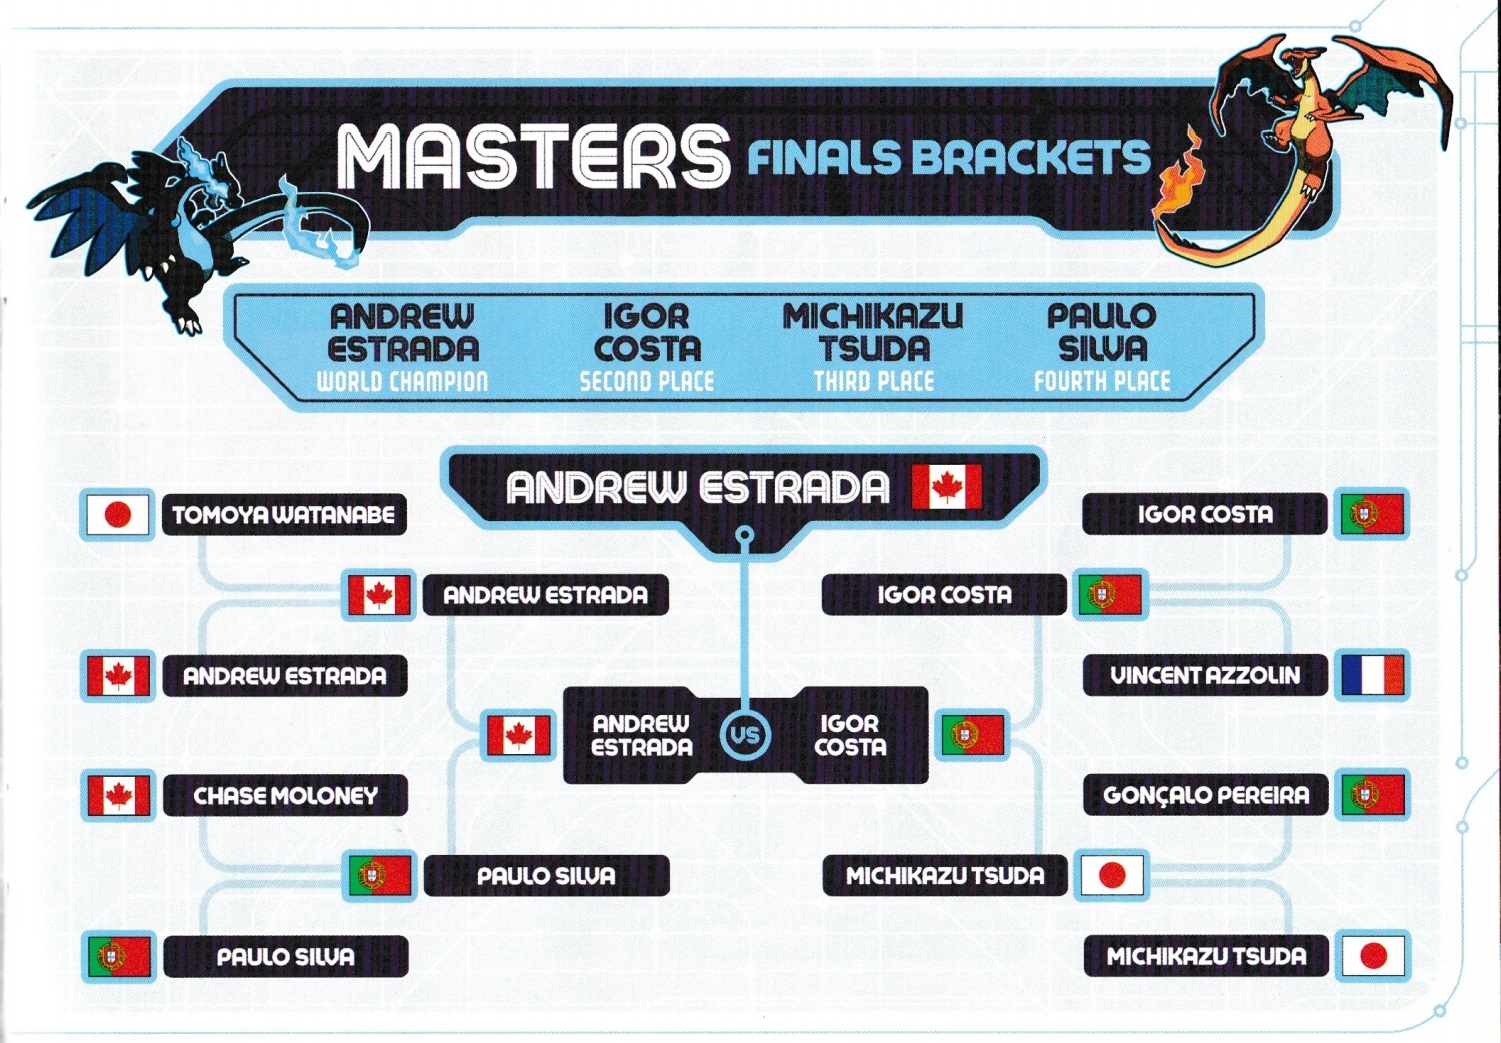 MASTERS FINALS BRACKETS
ANDREW
ESTRADA
WORLD CHAMPION
IGOR
COSTA
SECOND PLACE
MICHIKAZU
TSUDA
THIRD PLACE
PAULO
SILVA
FOURTH PLACE
ANDREW ESTRADA
TOMOYA WATANABE
ANDREW ESTRADA
ANDREW ESTRADA
CHASE MOLONEY
PAULO SILVA
PAULO SILVA
ANDREW
ESTRADA
VS
IGOR
COSTA
IGOR COSTA
IGOR COSTA
VINCENT AZZOLIN
GONÇALO PEREIRA
MICHIKAZU TSUDA
MICHIKAZU TSUDA